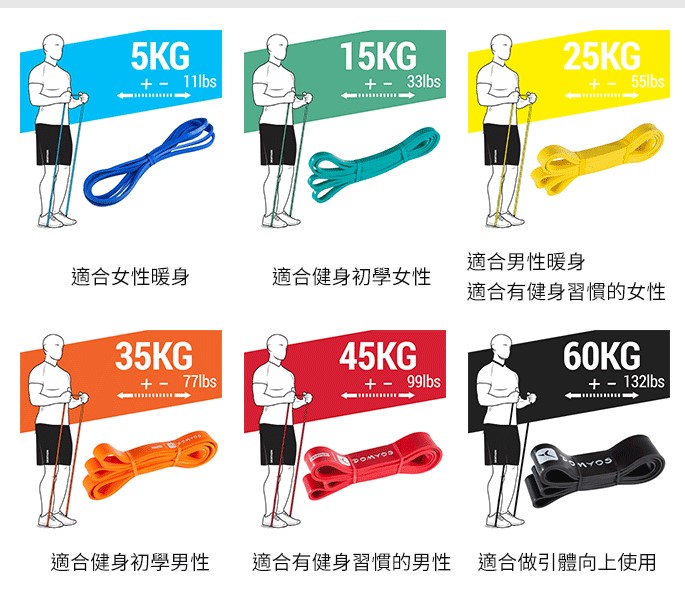 5KG
+ - 11lbs
15KG
+ - 33lbs
25KG
+ - 55lbs
適合女性暖身
適合健身初學女性
適合男性暖身
適合有健身習慣的女性
35KG
+ - 77lbs
45KG
+ - 99lbs
60KG
+ - 132lbs
DOMYOS
DOMYOS
DOMYOS
適合健身初學男性
適合有健身習慣的男性
適合做引體向上使用